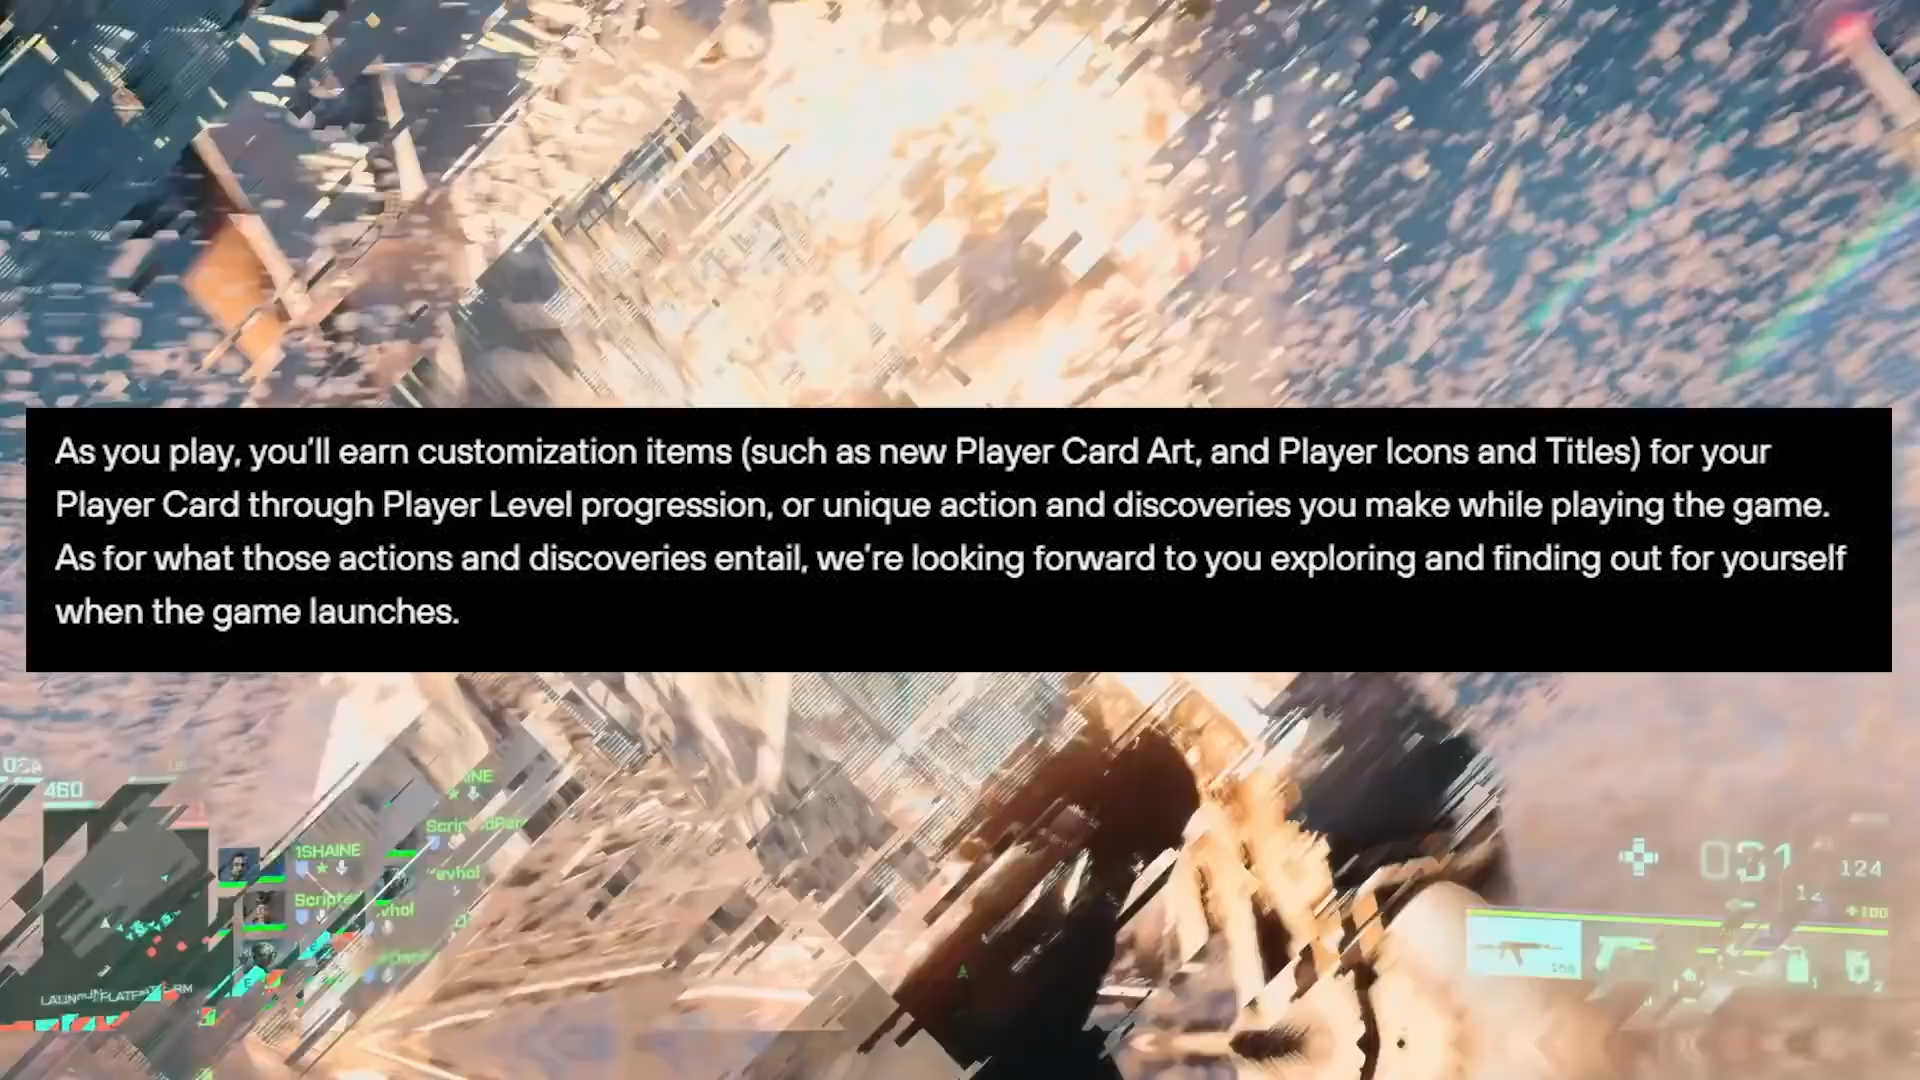 As you play, you'll earn customization items (such as new Player Card Art, and Player Icons and Titles) for your
Player Card through Player Level progression, or unique action and discoveries you make while playing the game.
As for what those actions and discoveries entail, we're looking forward to you exploring and finding out for yourself
when the game launches.
460
1SHAINE
124
+100
1
2